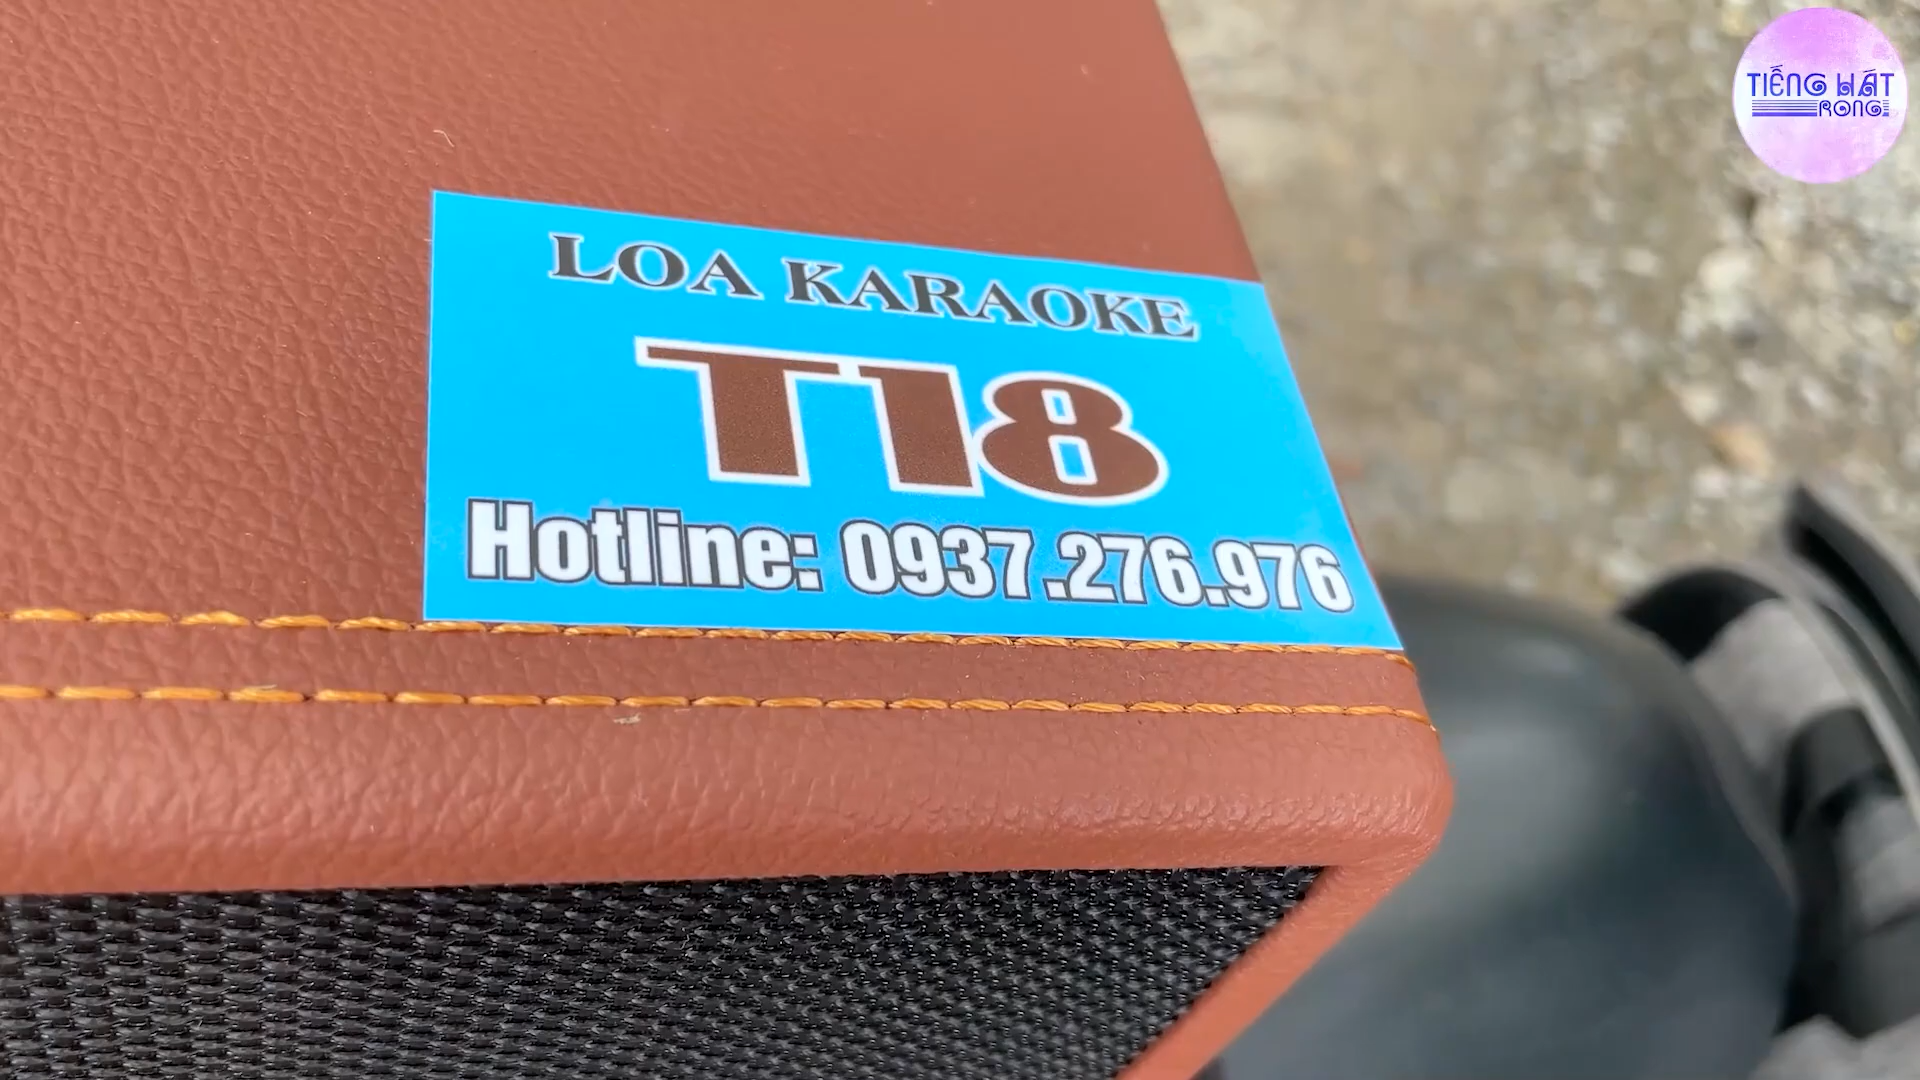 TIẾNG HÁT
RONG
LOA KARAOKE
T18
Hotline: 0937.276.976